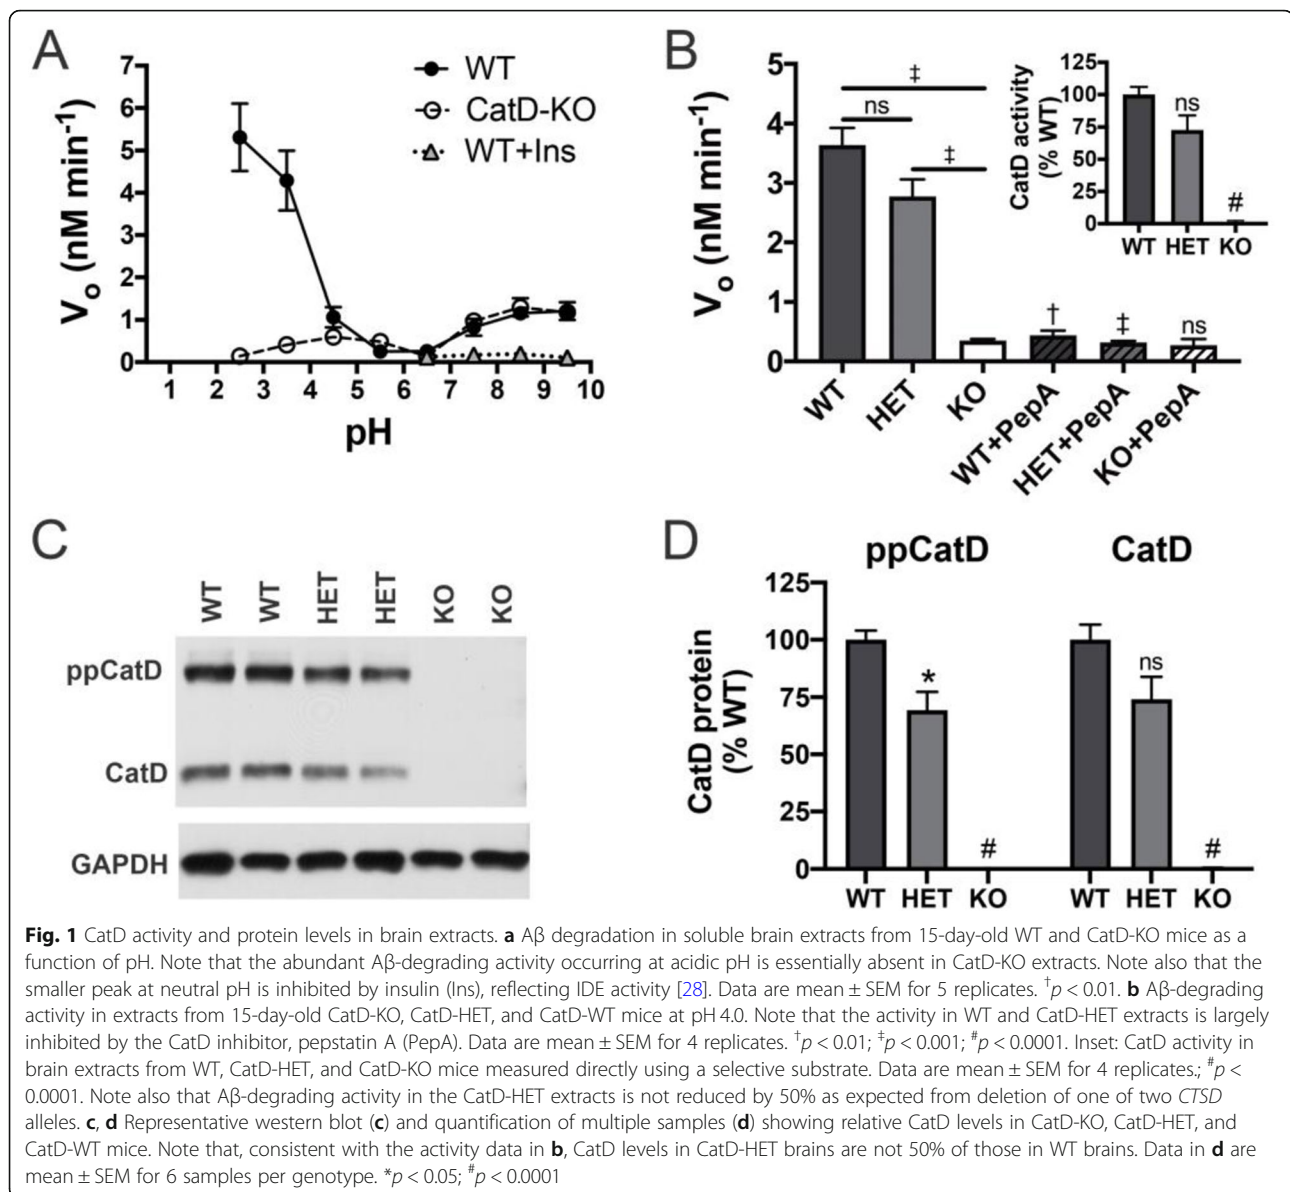 A
7
6
5
4
3
2
1
0
V₀ (nM min⁻¹)
1 2 3 4 5 6 7 8 9 10
pH
WT
CatD-KO
WT+Ins
B
5
4
3
2
1
0
V₀ (nM min⁻¹)
‡
ns
‡
†
‡
ns
WT HET KO WT+PepA HET+PepA KO+PepA
125
100
75
50
25
0
CatD activity
(% WT)
ns
#
WT HET KO
C
WT WT HET HET KO KO
ppCatD
CatD
GAPDH
D
ppCatD CatD
125
100
75
50
25
0
CatD protein
(% WT)
*
#
ns
#
WT HET KO WT HET KO
Fig. 1 CatD activity and protein levels in brain extracts. a Aβ degradation in soluble brain extracts from 15-day-old WT and CatD-KO mice as a
function of pH. Note that the abundant Aβ-degrading activity occurring at acidic pH is essentially absent in CatD-KO extracts. Note also that the
smaller peak at neutral pH is inhibited by insulin (Ins), reflecting IDE activity [28]. Data are mean ± SEM for 5 replicates. †p < 0.01. b Aβ-degrading
activity in extracts from 15-day-old CatD-KO, CatD-HET, and CatD-WT mice at pH 4.0. Note that the activity in WT and CatD-HET extracts is largely
inhibited by the CatD inhibitor, pepstatin A (PepA). Data are mean ± SEM for 4 replicates. †p < 0.01; ‡p < 0.001; #p < 0.0001. Inset: CatD activity in
brain extracts from WT, CatD-HET, and CatD-KO mice measured directly using a selective substrate. Data are mean ± SEM for 4 replicates.; #p <
0.0001. Note also that Aβ-degrading activity in the CatD-HET extracts is not reduced by 50% as expected from deletion of one of two CTSD
alleles. c, d Representative western blot (c) and quantification of multiple samples (d) showing relative CatD levels in CatD-KO, CatD-HET, and
CatD-WT mice. Note that, consistent with the activity data in b, CatD levels in CatD-HET brains are not 50% of those in WT brains. Data in d are
mean ± SEM for 6 samples per genotype. *p < 0.05; #p < 0.0001